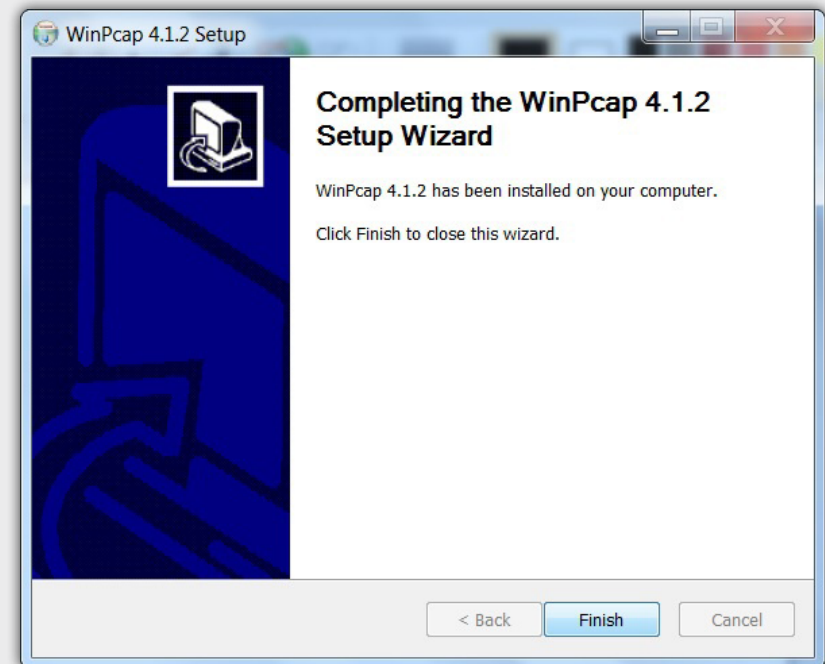 WinPcap 4.1.2 Setup
Completing the WinPcap 4.1.2
Setup Wizard
WinPcap 4.1.2 has been installed on your computer.
Click Finish to close this wizard.
< Back
Finish
Cancel